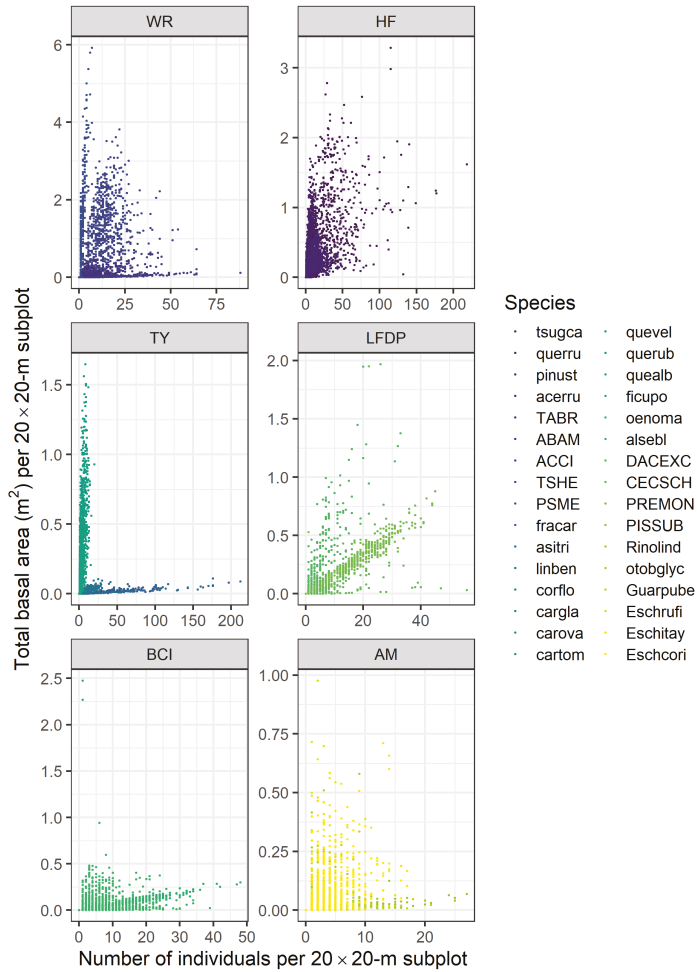 WR
HF
6
4
2
0
0 25 50 75
3
2
1
0
0 50 100 150 200
TY
LFDP
1.5
1.0
0.5
0.0
0 50 100 150 200
2.0
1.5
1.0
0.5
0.0
0 20 40
BCI
AM
2.5
2.0
1.5
1.0
0.5
0.0
0 10 20 30 40 50
1.00
0.75
0.50
0.25
0.00
0 10 20
Total basal area (m²) per 20 × 20-m subplot
Number of individuals per 20 × 20-m subplot
Species
tsugca
querru
pinust
acerru
TABR
ABAM
ACCI
TSHE
PSME
fracar
asitri
linben
corflo
cargla
carova
cartom
quevel
querub
quealb
ficupo
oenoma
alsebl
DACEXC
CECSCH
PREMON
PISSUB
Rinolind
otobglyc
Guarpube
Eschrufi
Eschitay
Eschcori